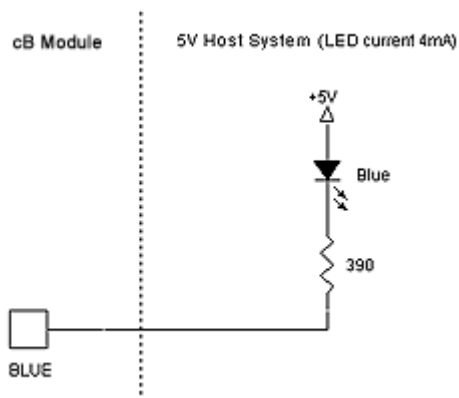 cB Module
5V Host System (LED current 4mA)
+5V
Blue
390
BLUE